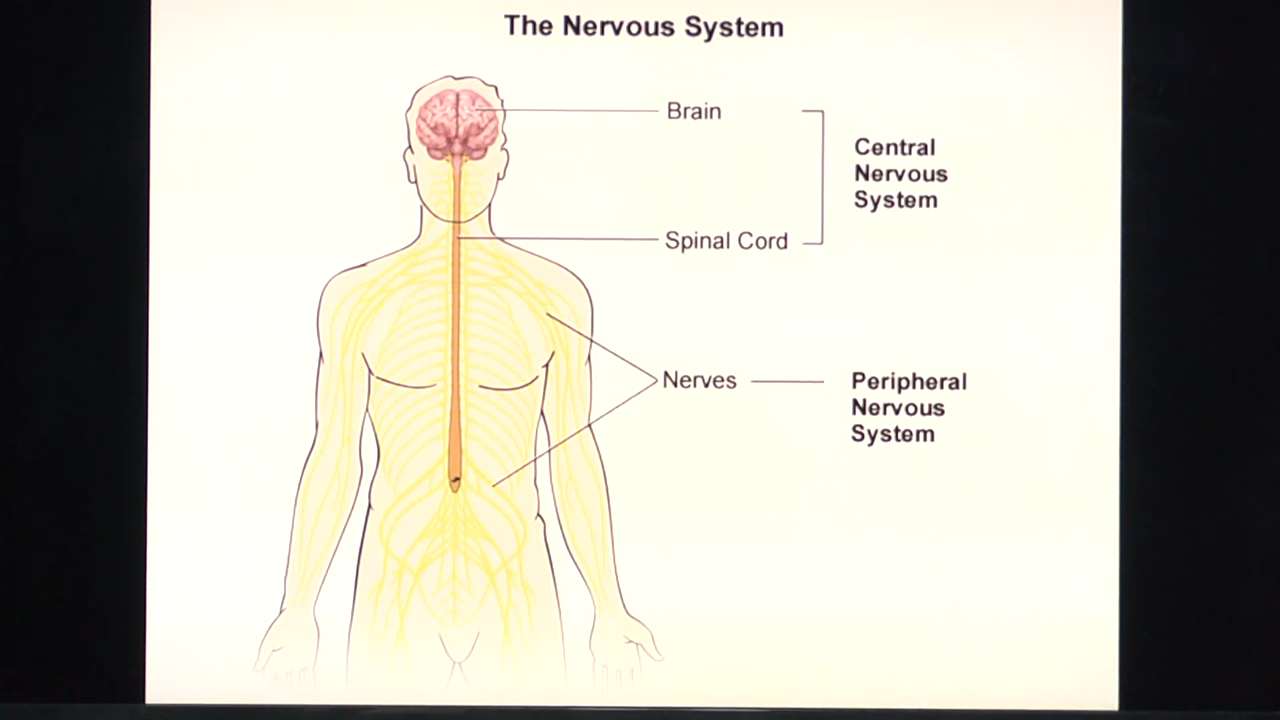 The Nervous System
Brain
Central
Nervous
System
Spinal Cord
Nerves
Peripheral
Nervous
System